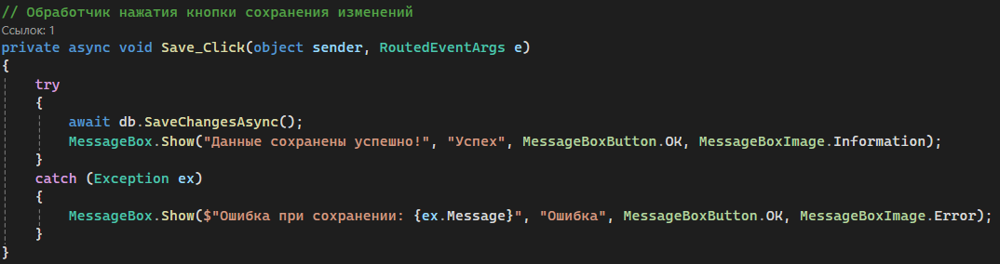 // Обработчик нажатия кнопки сохранения изменений
Ссылок: 1
private async void Save_Click(object sender, RoutedEventArgs e)
{
    try
    {
        await db.SaveChangesAsync();
        MessageBox.Show("Данные сохранены успешно!", "Успех", MessageBoxButton.OK, MessageBoxImage.Information);
    }
    catch (Exception ex)
    {
        MessageBox.Show($"Ошибка при сохранении: {ex.Message}", "Ошибка", MessageBoxButton.OK, MessageBoxImage.Error);
    }
}